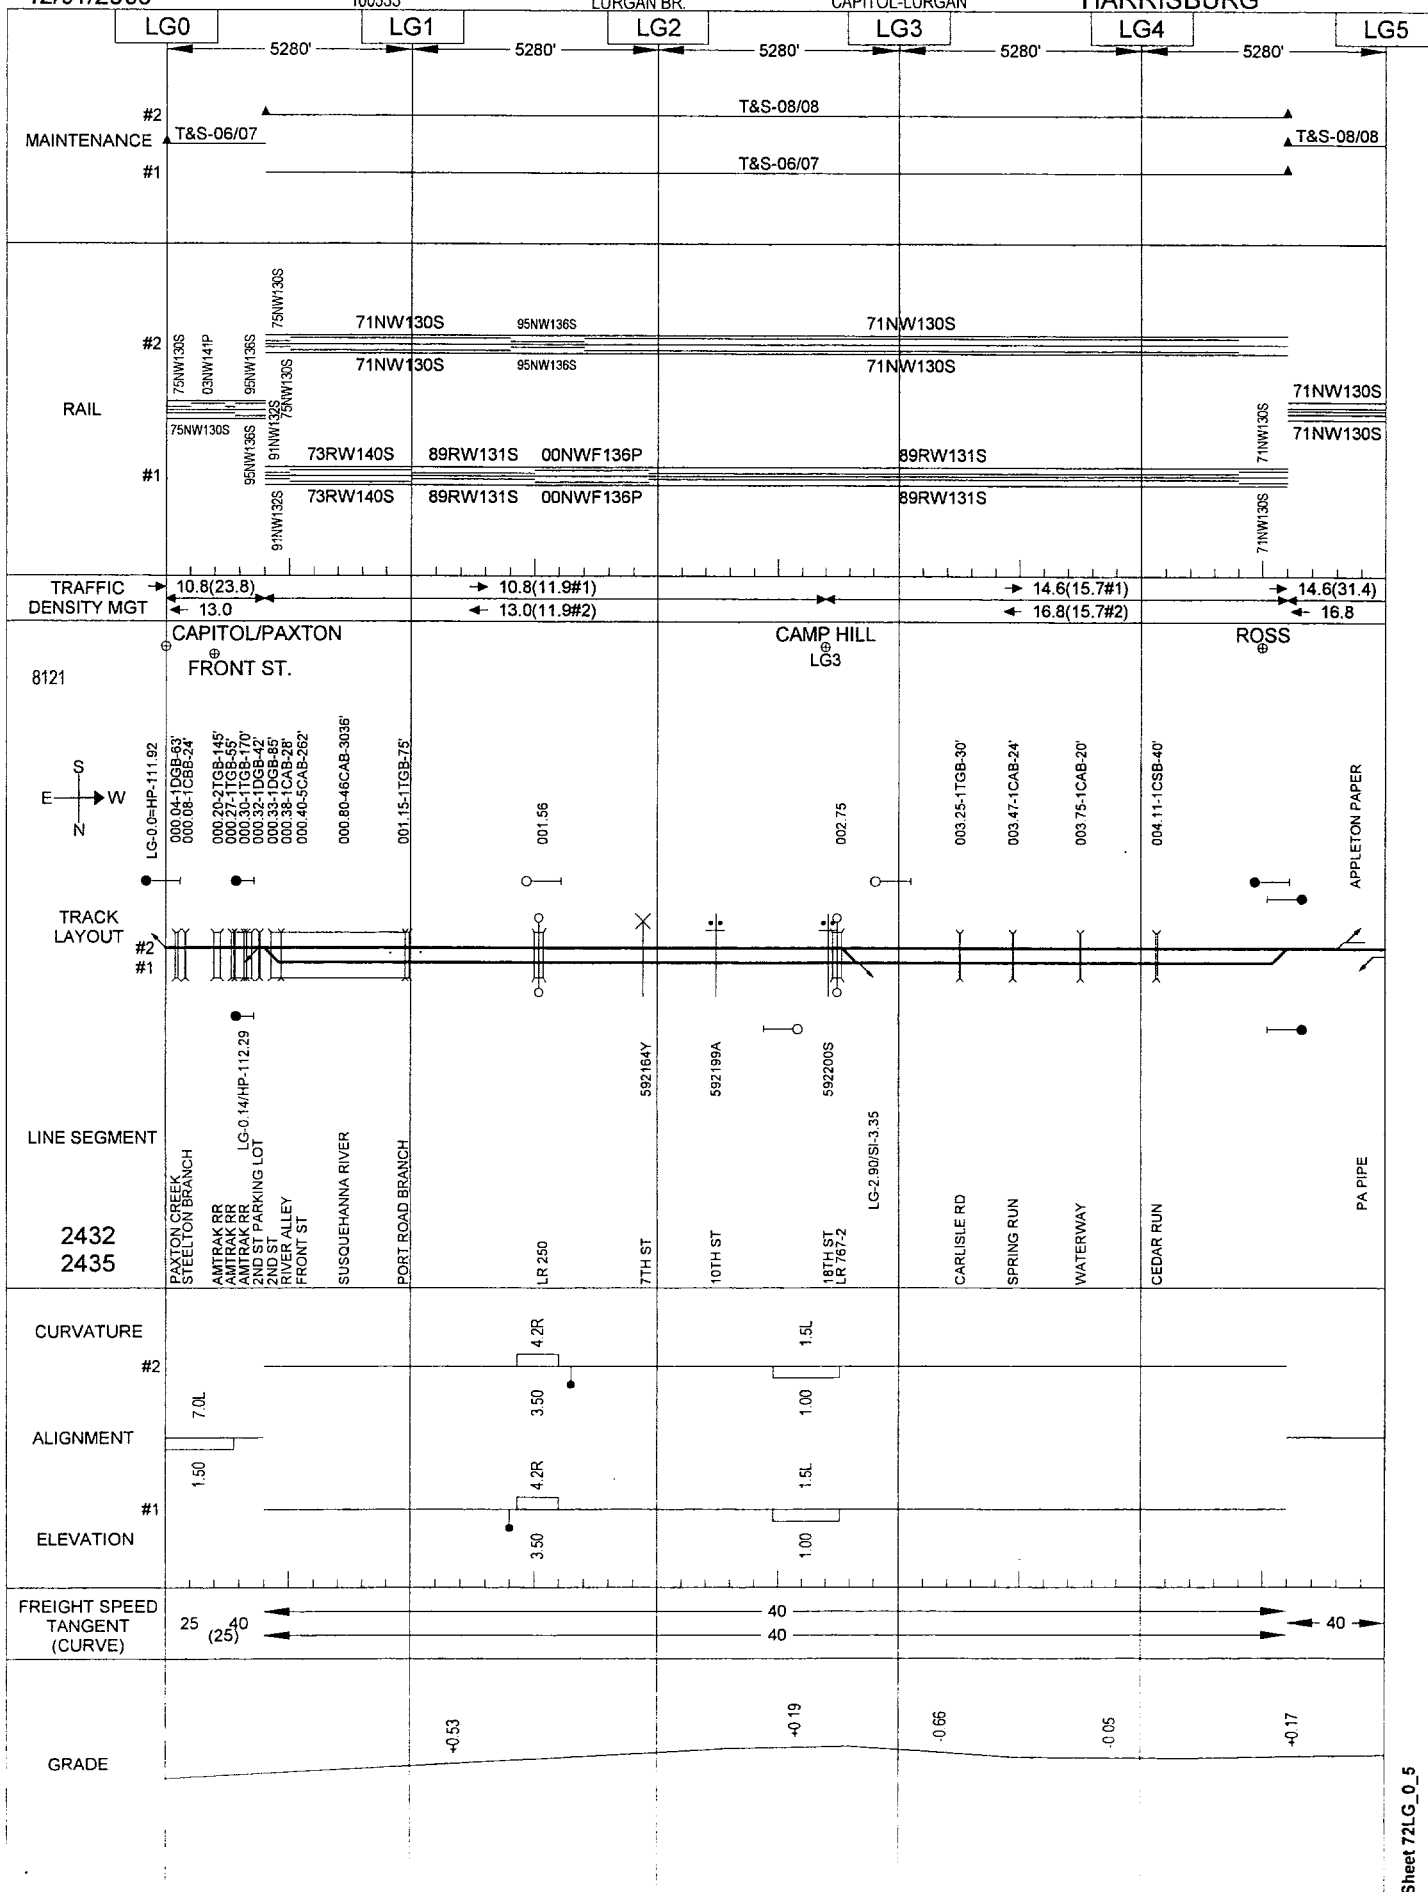 LURGAN BR.
CAPITOL-LURGAN
HARRISBURG
LG0 LG1 LG2 LG3 LG4 LG5
5280' 5280' 5280' 5280' 5280'
#2 T&S-08/08
MAINTENANCE T&S-06/07 T&S-08/08
#1 T&S-06/07
75NW130S 03NW141P 95NW136S 75NW130S
#2 71NW130S 95NW136S 71NW130S
71NW130S 95NW136S 71NW130S
RAIL
75NW130S 95NW136S 91NW132S 75NW130S 71NW130S 71NW130S
71NW130S
#1 73RW140S 89RW131S 00NWF136P 89RW131S
73RW140S 89RW131S 00NWF136P 89RW131S
91NW132S 71NW130S
TRAFFIC 10.8(23.8) 10.8(11.9#1) 14.6(15.7#1) 14.6(31.4)
DENSITY MGT 13.0 13.0(11.9#2) 16.8(15.7#2) 16.8
CAPITOL/PAXTON CAMP HILL ROSS
FRONT ST. LG3
8121
S
E W
N
LG-0.0=HP-111.92
000.04-1DGB-63'
000.08-1CBB-24'
000.20-2TGB-145'
000.27-1TGB-55'
000.30-1TGB-170'
000.32-1DGB-42'
000.33-1DGB-85'
000.38-1CAB-28'
000.40-5CAB-262'
000.80-46CAB-3036'
001.15-1TGB-75'
001.56
002.75
003.25-1TGB-30'
003.47-1CAB-24'
003.75-1CAB-20'
004.11-1CSB-40'
APPLETON PAPER
TRACK
LAYOUT
#2
#1
LG-0.14/HP-112.29
592164Y
592199A
592200S
LG-2.90/SI-3.35
LINE SEGMENT
2432
2435
PAXTON CREEK
STEELTON BRANCH
AMTRAK RR
AMTRAK RR
AMTRAK RR
2ND ST PARKING LOT
2ND ST
RIVER ALLEY
FRONT ST
SUSQUEHANNA RIVER
PORT ROAD BRANCH
LR 250
7TH ST
10TH ST
18TH ST
LR 767-2
CARLISLE RD
SPRING RUN
WATERWAY
CEDAR RUN
PA PIPE
CURVATURE
4.2R 1.5L
#2
3.50 1.00
7.0L
ALIGNMENT
1.50
4.2R 1.5L
#1
3.50 1.00
ELEVATION
FREIGHT SPEED
TANGENT
(CURVE)
25 40
(25)
40
40
40
GRADE
+0.53 +0.19 -0.66 -0.05 +0.17
Sheet 72LG_0_5